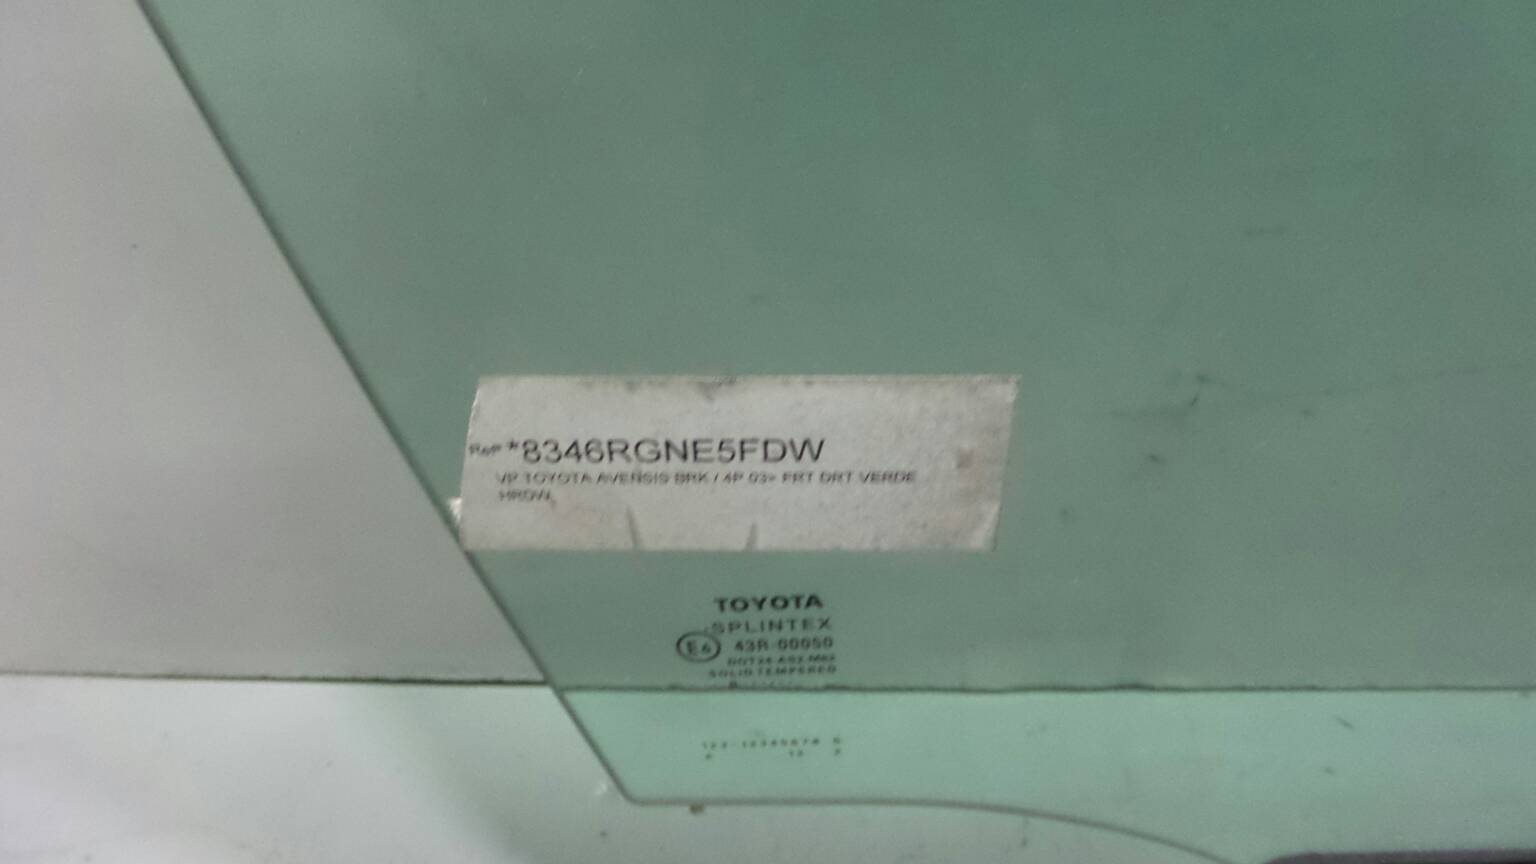 Ref* *8346RGNE5FDW
VP TOYOTA AVENSIS BRK / 4P 03> FRT DRT VERDE
HRDW
TOYOTA
SPLINTEX
E6 43R-00050
SOLID TEMPERED